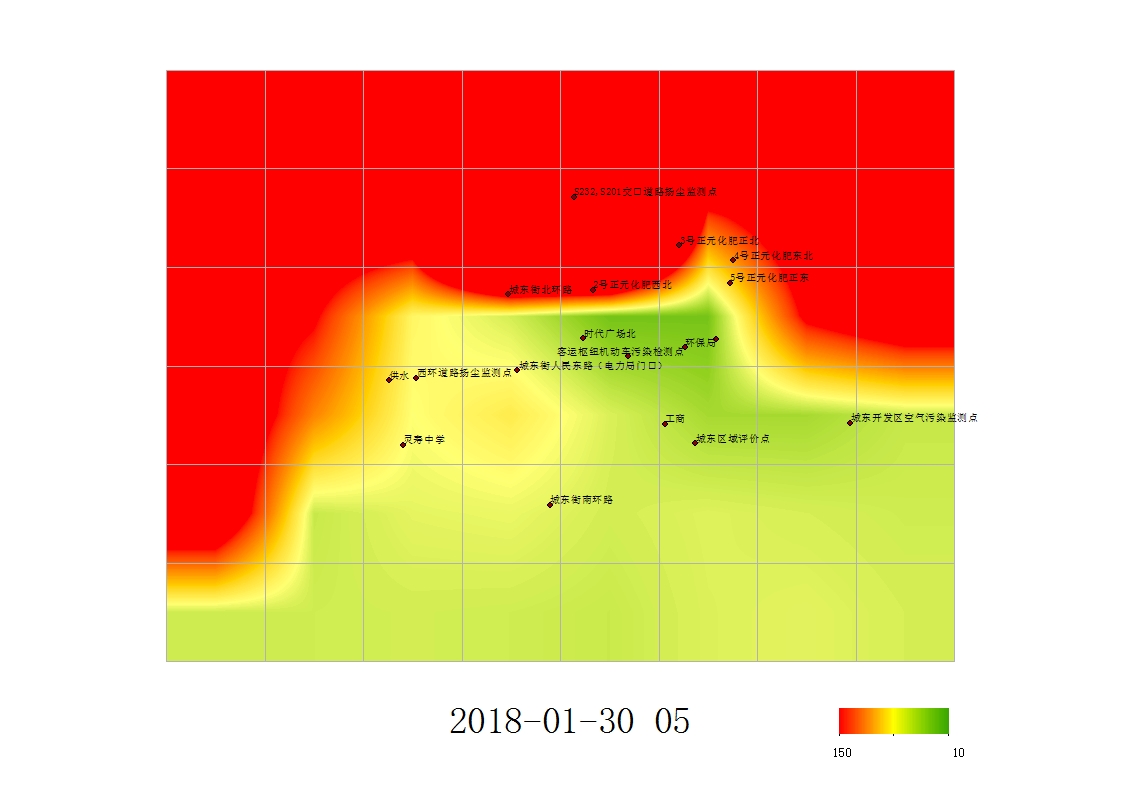 S232,S201交口道路扬尘监测点
3号正元化肥正北
4号正元化肥东北
5号正元化肥正东
城东街北环路
2号正元化肥西北
时代广场北
环保局
客运枢纽机动车污染检测点
城东街人民东路（电力局门口）
供水
西环道路扬尘监测点
工商
城东开发区空气污染监测点
灵寿中学
城东区域评价点
城东街南环路
2018-01-30 05
150
10